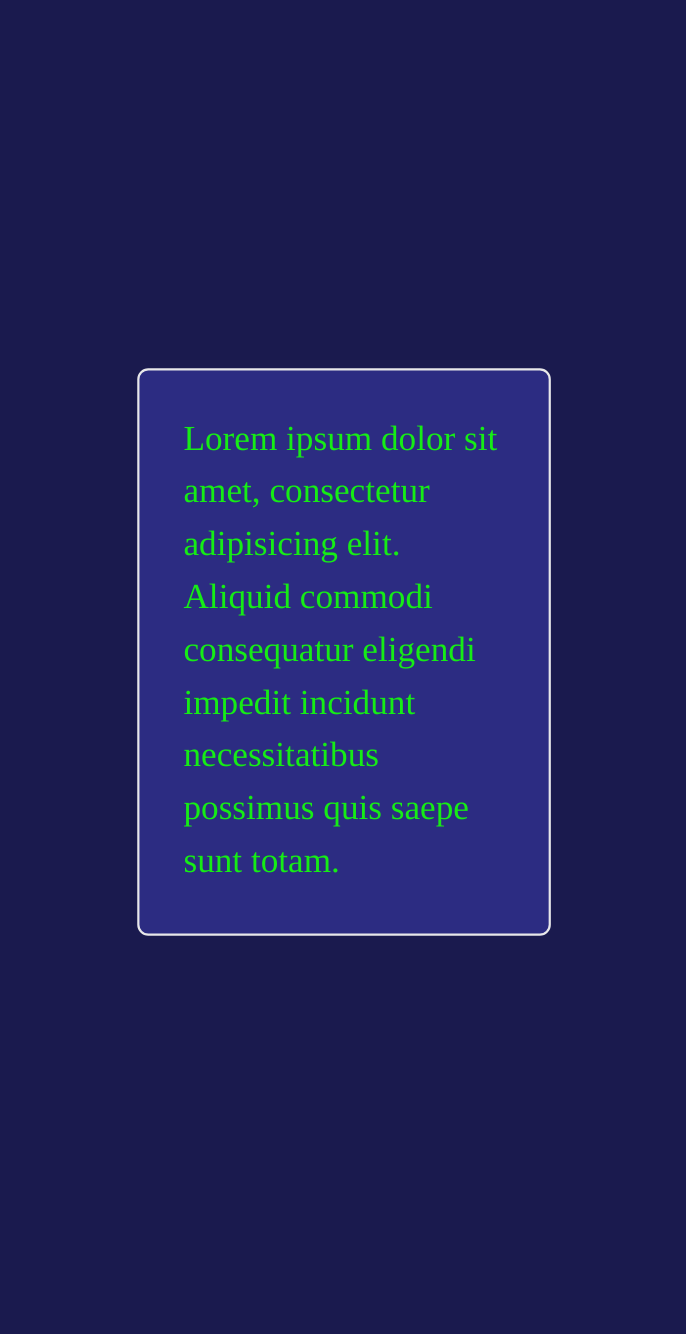 Lorem ipsum dolor sit
amet, consectetur
adipisicing elit.
Aliquid commodi
consequatur eligendi
impedit incidunt
necessitatibus
possimus quis saepe
sunt totam.